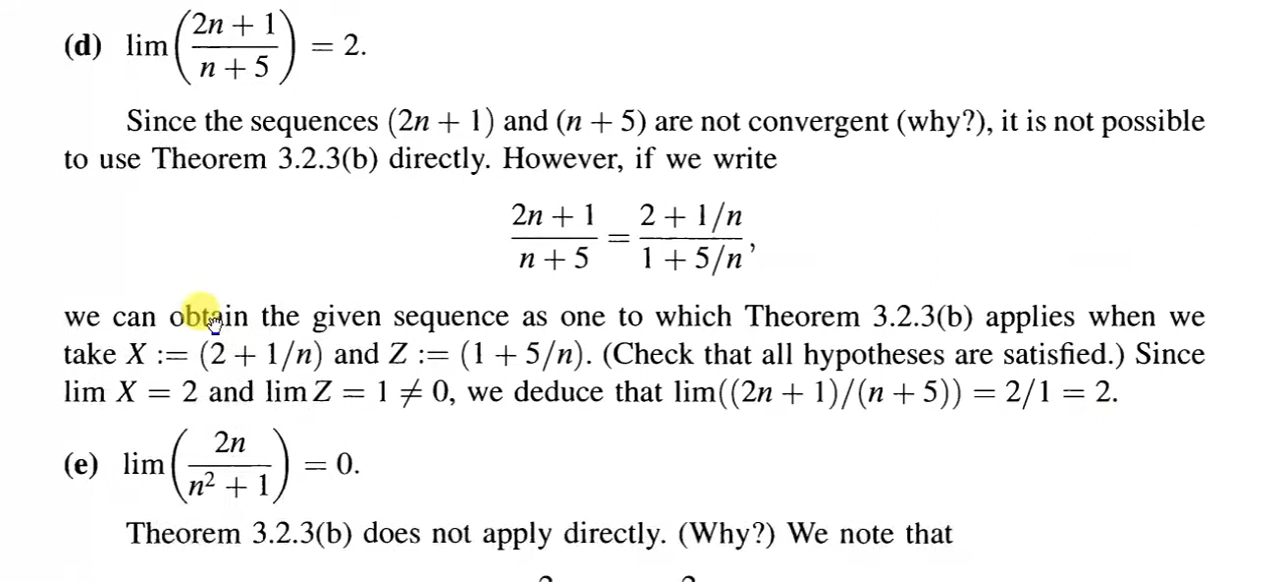 (d) lim((2n + 1)/(n + 5)) = 2.
Since the sequences (2n + 1) and (n + 5) are not convergent (why?), it is not possible
to use Theorem 3.2.3(b) directly. However, if we write
(2n + 1)/(n + 5) = (2 + 1/n)/(1 + 5/n),
we can obtain the given sequence as one to which Theorem 3.2.3(b) applies when we
take X := (2 + 1/n) and Z := (1 + 5/n). (Check that all hypotheses are satisfied.) Since
lim X = 2 and lim Z = 1 ≠ 0, we deduce that lim((2n + 1)/(n + 5)) = 2/1 = 2.
(e) lim(2n/(n² + 1)) = 0.
Theorem 3.2.3(b) does not apply directly. (Why?) We note that